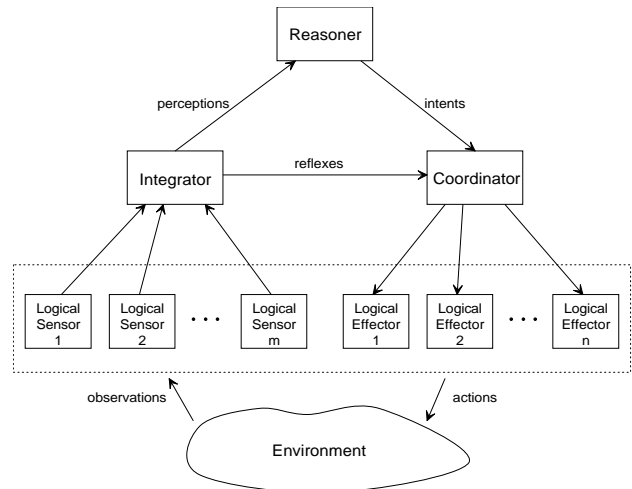 Reasoner
perceptions
intents
reflexes
Integrator
Coordinator
Logical
Sensor
1
Logical
Sensor
2
. . .
Logical
Sensor
m
Logical
Effector
1
Logical
Effector
2
. . .
Logical
Effector
n
observations
actions
Environment